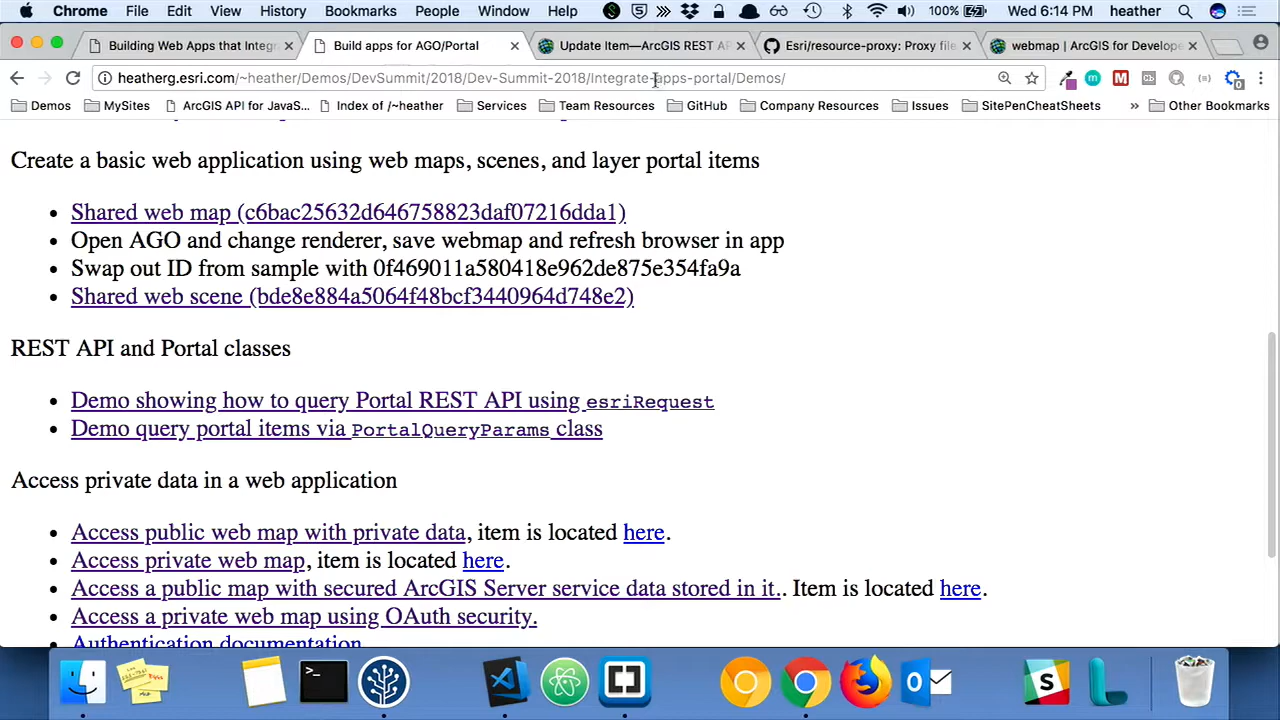 Chrome File Edit View History Bookmarks People Window Help 100% Wed 6:14 PM heather
Building Web Apps that Integ
Build apps for AGO/Portal
Update Item—ArcGIS REST AP
Esri/resource-proxy: Proxy file
webmap | ArcGIS for Develope
heatherg.esri.com/~heather/Demos/DevSummit/2018/Dev-Summit-2018/Integrate-apps-portal/Demos/
Demos MySites ArcGIS API for JavaS... Index of /~heather Services Team Resources GitHub Company Resources Issues SitePenCheatSheets » Other Bookmarks
Create a basic web application using web maps, scenes, and layer portal items
Shared web map (c6bac25632d646758823daf07216dda1)
Open AGO and change renderer, save webmap and refresh browser in app
Swap out ID from sample with 0f469011a580418e962de875e354fa9a
Shared web scene (bde8e884a5064f48bcf3440964d748e2)
REST API and Portal classes
Demo showing how to query Portal REST API using esriRequest
Demo query portal items via PortalQueryParams class
Access private data in a web application
Access public web map with private data, item is located here.
Access private web map, item is located here.
Access a public map with secured ArcGIS Server service data stored in it.. Item is located here.
Access a private web map using OAuth security.
Authentication documentation